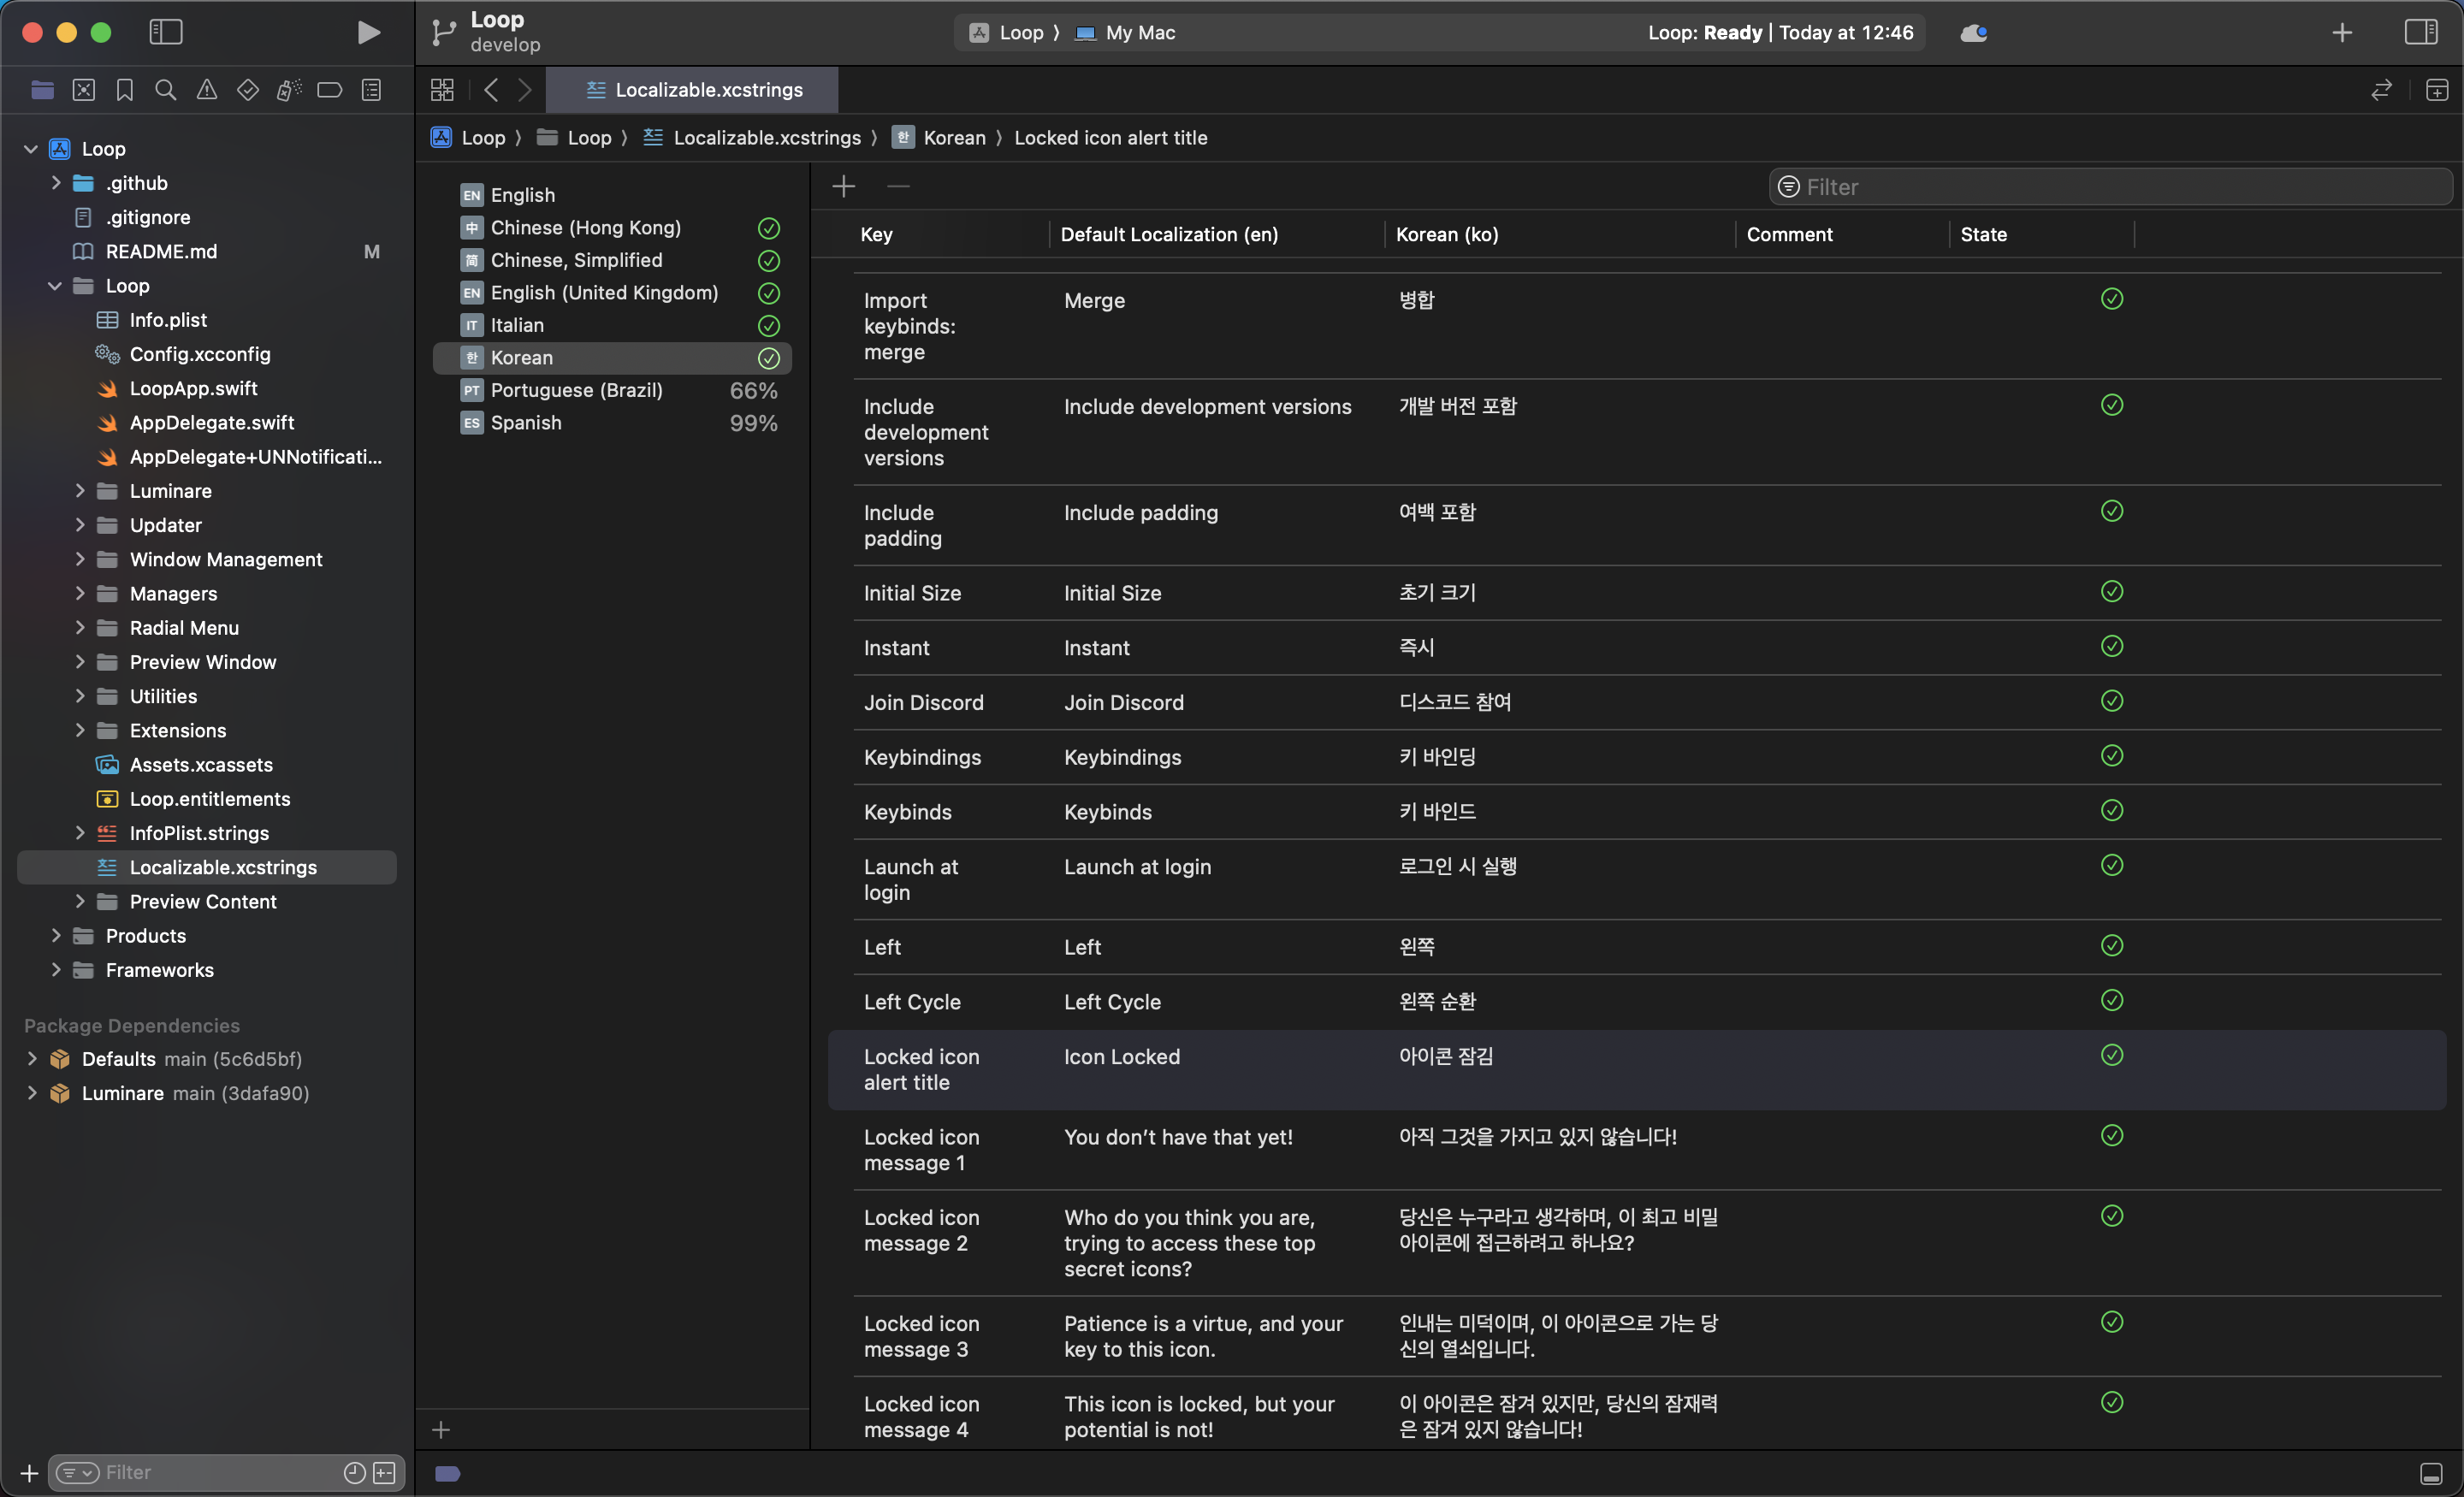 Loop
develop
Loop 〉 My Mac
Loop: Ready | Today at 12:46
Localizable.xcstrings
Loop 〉 Loop 〉 Localizable.xcstrings 〉 한 Korean 〉 Locked icon alert title
Loop
.github
.gitignore
README.md M
Loop
Info.plist
Config.xcconfig
LoopApp.swift
AppDelegate.swift
AppDelegate+UNNotificati...
Luminare
Updater
Window Management
Managers
Radial Menu
Preview Window
Utilities
Extensions
Assets.xcassets
Loop.entitlements
InfoPlist.strings
Localizable.xcstrings
Preview Content
Products
Frameworks
Package Dependencies
Defaults main (5c6d5bf)
Luminare main (3dafa90)
Filter
EN English
中 Chinese (Hong Kong)
简 Chinese, Simplified
EN English (United Kingdom)
IT Italian
한 Korean
PT Portuguese (Brazil) 66%
ES Spanish 99%
Filter
Key Default Localization (en) Korean (ko) Comment State
Import Merge 병합
keybinds:
merge
Include Include development versions 개발 버전 포함
development
versions
Include Include padding 여백 포함
padding
Initial Size Initial Size 초기 크기
Instant Instant 즉시
Join Discord Join Discord 디스코드 참여
Keybindings Keybindings 키 바인딩
Keybinds Keybinds 키 바인드
Launch at Launch at login 로그인 시 실행
login
Left Left 왼쪽
Left Cycle Left Cycle 왼쪽 순환
Locked icon Icon Locked 아이콘 잠김
alert title
Locked icon You don’t have that yet! 아직 그것을 가지고 있지 않습니다!
message 1
Locked icon Who do you think you are, 당신은 누구라고 생각하며, 이 최고 비밀
message 2 trying to access these top 아이콘에 접근하려고 하나요?
secret icons?
Locked icon Patience is a virtue, and your 인내는 미덕이며, 이 아이콘으로 가는 당
message 3 key to this icon. 신의 열쇠입니다.
Locked icon This icon is locked, but your 이 아이콘은 잠겨 있지만, 당신의 잠재력
message 4 potential is not! 은 잠겨 있지 않습니다!